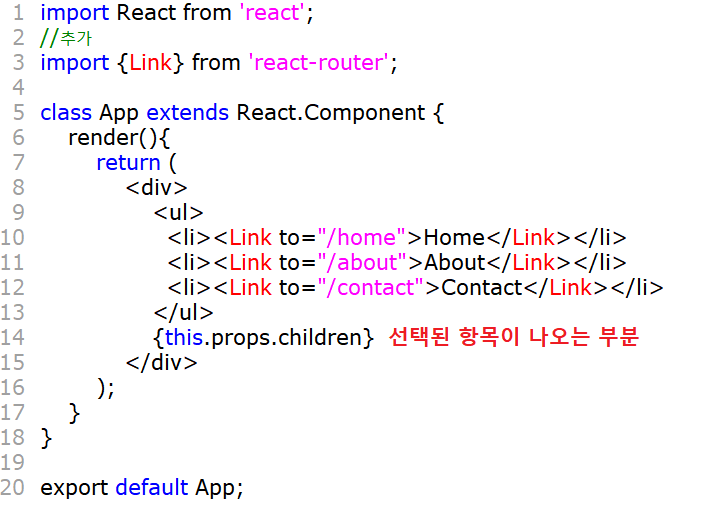 1 import React from 'react';
2 //추가
3 import {Link} from 'react-router';
4
5 class App extends React.Component {
6 render(){
7 return (
8 <div>
9 <ul>
10 <li><Link to="/home">Home</Link></li>
11 <li><Link to="/about">About</Link></li>
12 <li><Link to="/contact">Contact</Link></li>
13 </ul>
14 {this.props.children} 선택된 항목이 나오는 부분
15 </div>
16 );
17 }
18 }
19
20 export default App;